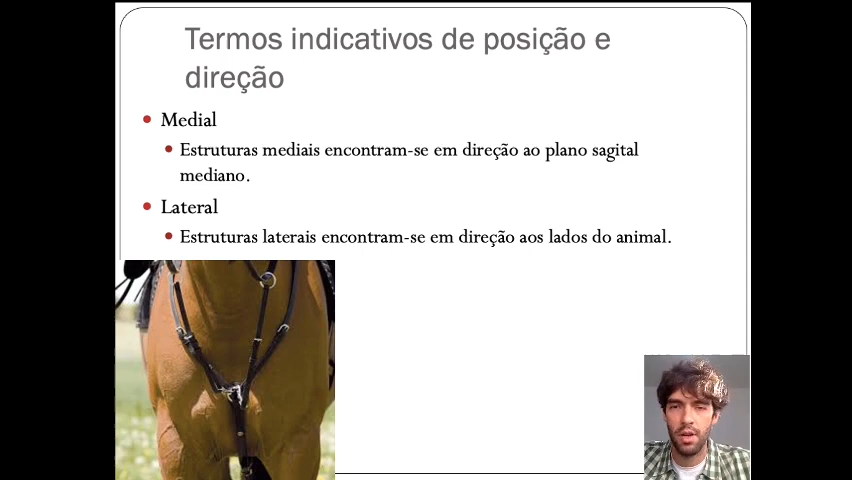 Termos indicativos de posição e
direção
Medial
Estruturas mediais encontram-se em direção ao plano sagital
mediano.
Lateral
Estruturas laterais encontram-se em direção aos lados do animal.